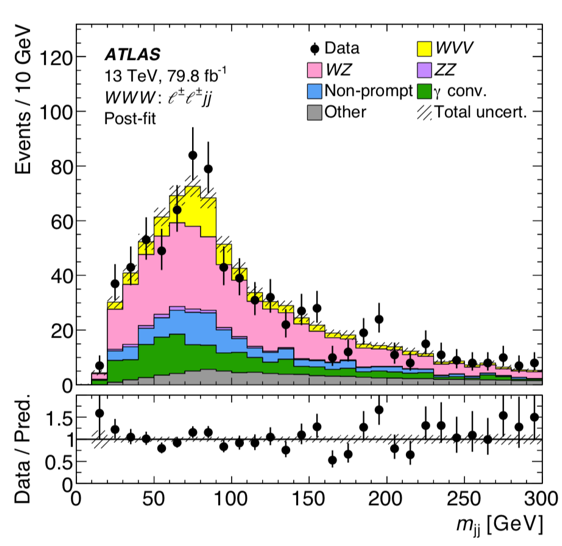 Events / 10 GeV
120
100
80
60
40
20
0
ATLAS
13 TeV, 79.8 fb⁻¹
WWW: ℓ±ℓ±jj
Post-fit
Data
WVV
WZ
ZZ
Non-prompt
γ conv.
Other
Total uncert.
Data / Pred.
1.5
1
0.5
0
0 50 100 150 200 250 300
mjj [GeV]